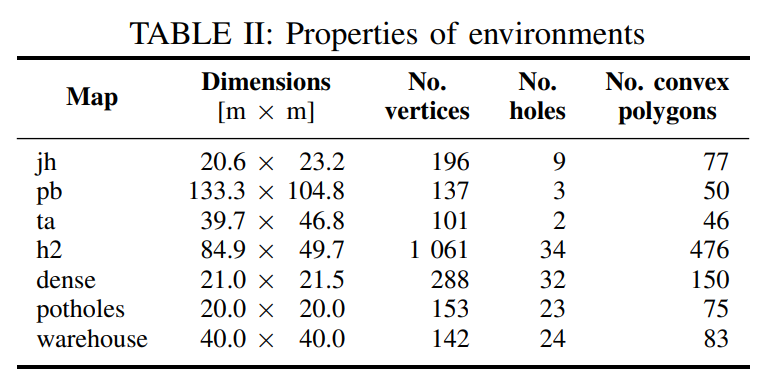 TABLE II: Properties of environments
Map Dimensions [m × m] No. vertices No. holes No. convex polygons
jh 20.6 × 23.2 196 9 77
pb 133.3 × 104.8 137 3 50
ta 39.7 × 46.8 101 2 46
h2 84.9 × 49.7 1 061 34 476
dense 21.0 × 21.5 288 32 150
potholes 20.0 × 20.0 153 23 75
warehouse 40.0 × 40.0 142 24 83